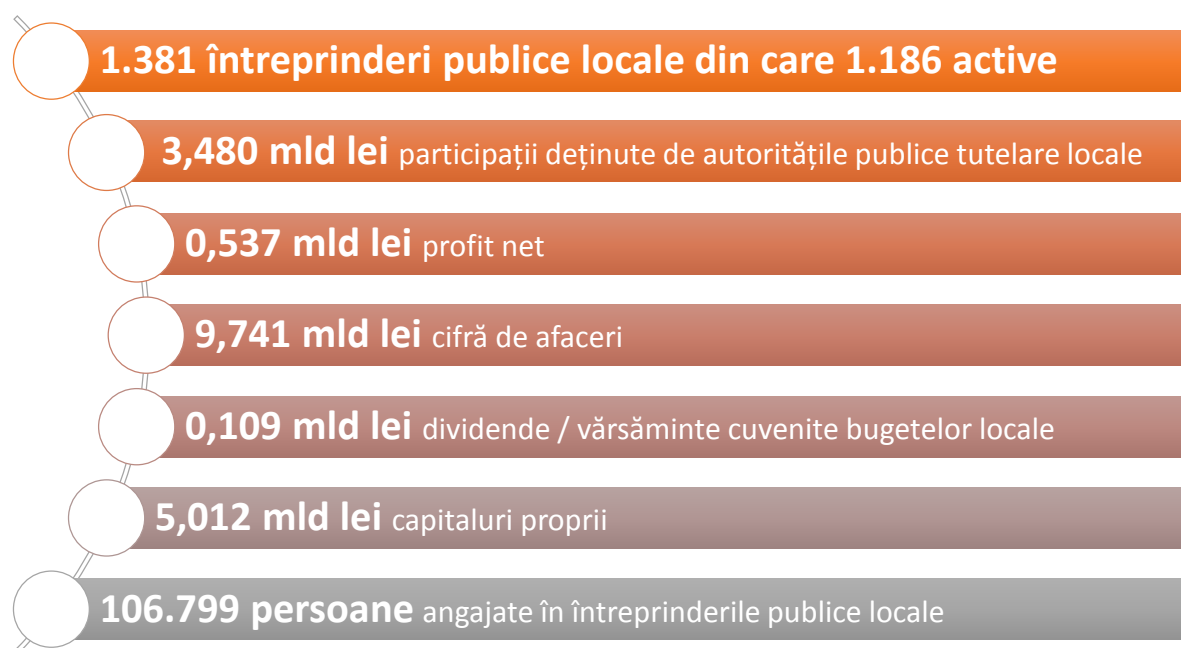 1.381 întreprinderi publice locale din care 1.186 active
3,480 mld lei participații deținute de autoritățile publice tutelare locale
0,537 mld lei profit net
9,741 mld lei cifră de afaceri
0,109 mld lei dividende / vărsăminte cuvenite bugetelor locale
5,012 mld lei capitaluri proprii
106.799 persoane angajate în întreprinderile publice locale